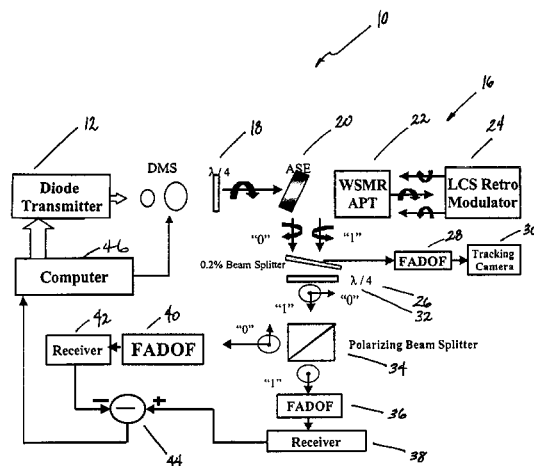 10
16
12
18
20
22
24
DMS
λ/4
ASE
Diode
Transmitter
WSMR
APT
LCS Retro
Modulator
"0"
"1"
46
Computer
0.2% Beam Splitter
28
FADOF
30
Tracking
Camera
λ/4
26
32
"1"
"0"
42
40
Receiver
FADOF
"0"
Polarizing Beam Splitter
34
"1"
FADOF
36
−
−
+
44
Receiver
38